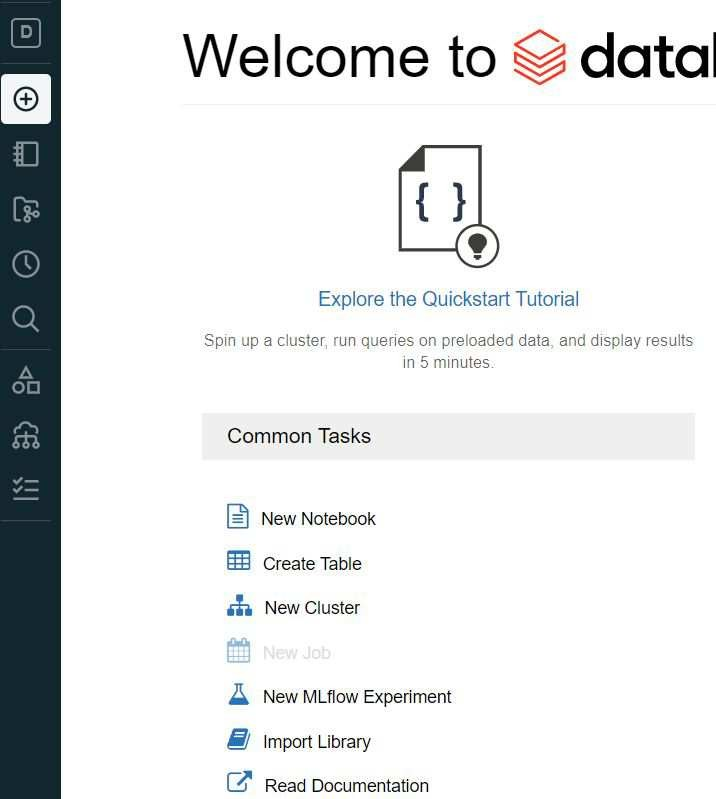 D
Welcome to datab
{ }
Explore the Quickstart Tutorial
Spin up a cluster, run queries on preloaded data, and display results
in 5 minutes.
Common Tasks
New Notebook
Create Table
New Cluster
New Job
New MLflow Experiment
Import Library
Read Documentation